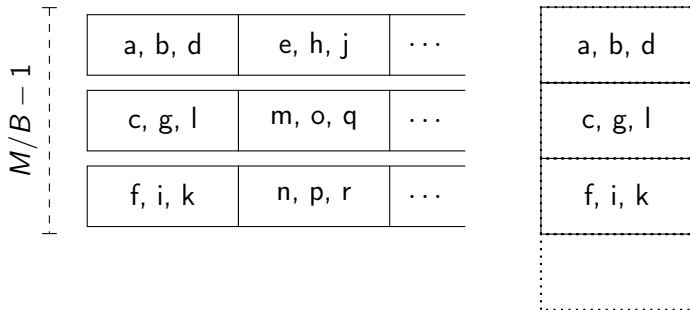 M/B − 1
a, b, d e, h, j ···
c, g, l m, o, q ···
f, i, k n, p, r ···
a, b, d
c, g, l
f, i, k